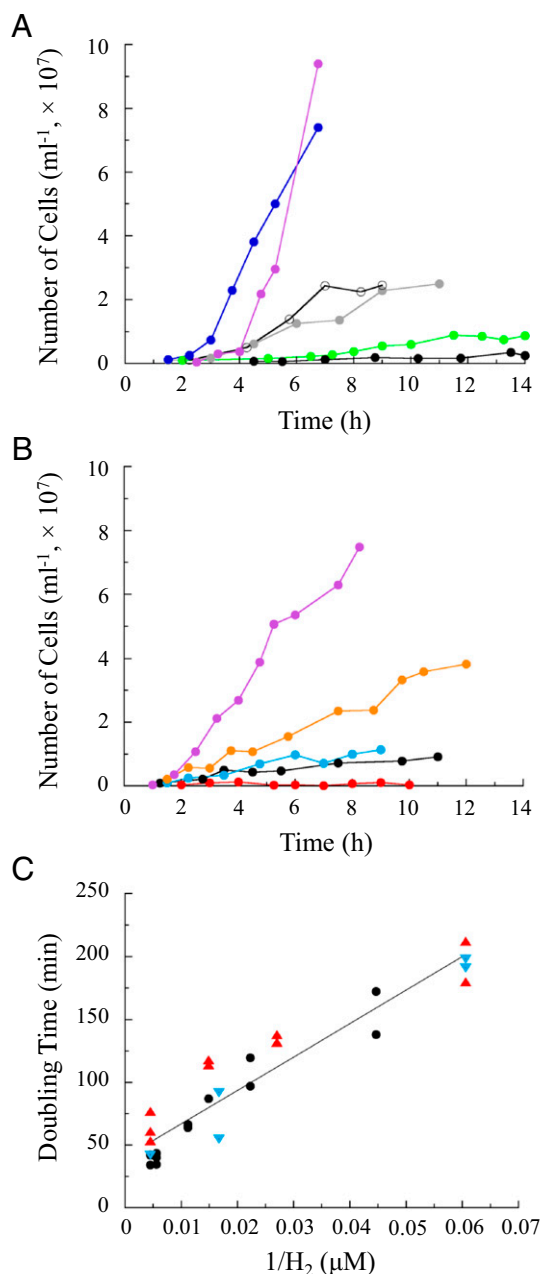 A
10
8
6
4
2
0
Number of Cells (ml⁻¹, × 10⁷)
0 2 4 6 8 10 12 14
Time (h)
B
10
8
6
4
2
0
Number of Cells (ml⁻¹, × 10⁷)
0 2 4 6 8 10 12 14
Time (h)
C
250
200
150
100
50
0
Doubling Time (min)
0 0.01 0.02 0.03 0.04 0.05 0.06 0.07
1/H₂ (μM)